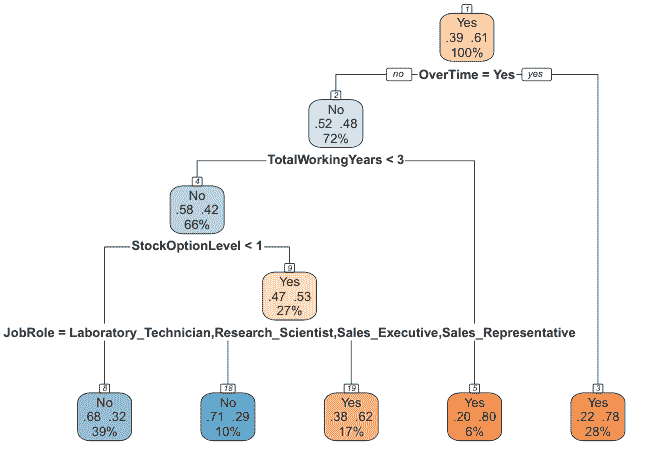 1
Yes
.39 .61
100%
no OverTime = Yes yes
2
No
.52 .48
72%
TotalWorkingYears < 3
4
No
.58 .42
66%
StockOptionLevel < 1
9
Yes
.47 .53
27%
JobRole = Laboratory_Technician,Research_Scientist,Sales_Executive,Sales_Representative
8
No
.68 .32
39%
18
No
.71 .29
10%
19
Yes
.38 .62
17%
5
Yes
.20 .80
6%
3
Yes
.22 .78
28%